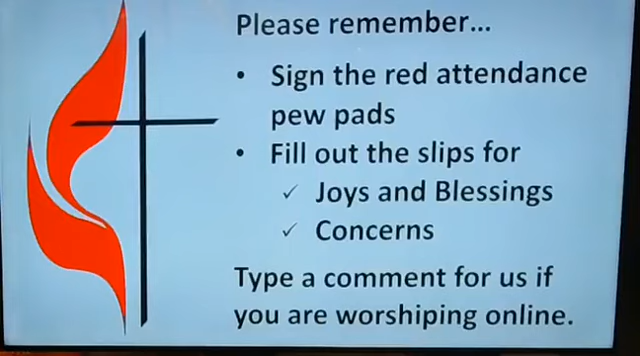 Please remember...
• Sign the red attendance
pew pads
• Fill out the slips for
✓ Joys and Blessings
✓ Concerns
Type a comment for us if
you are worshiping online.